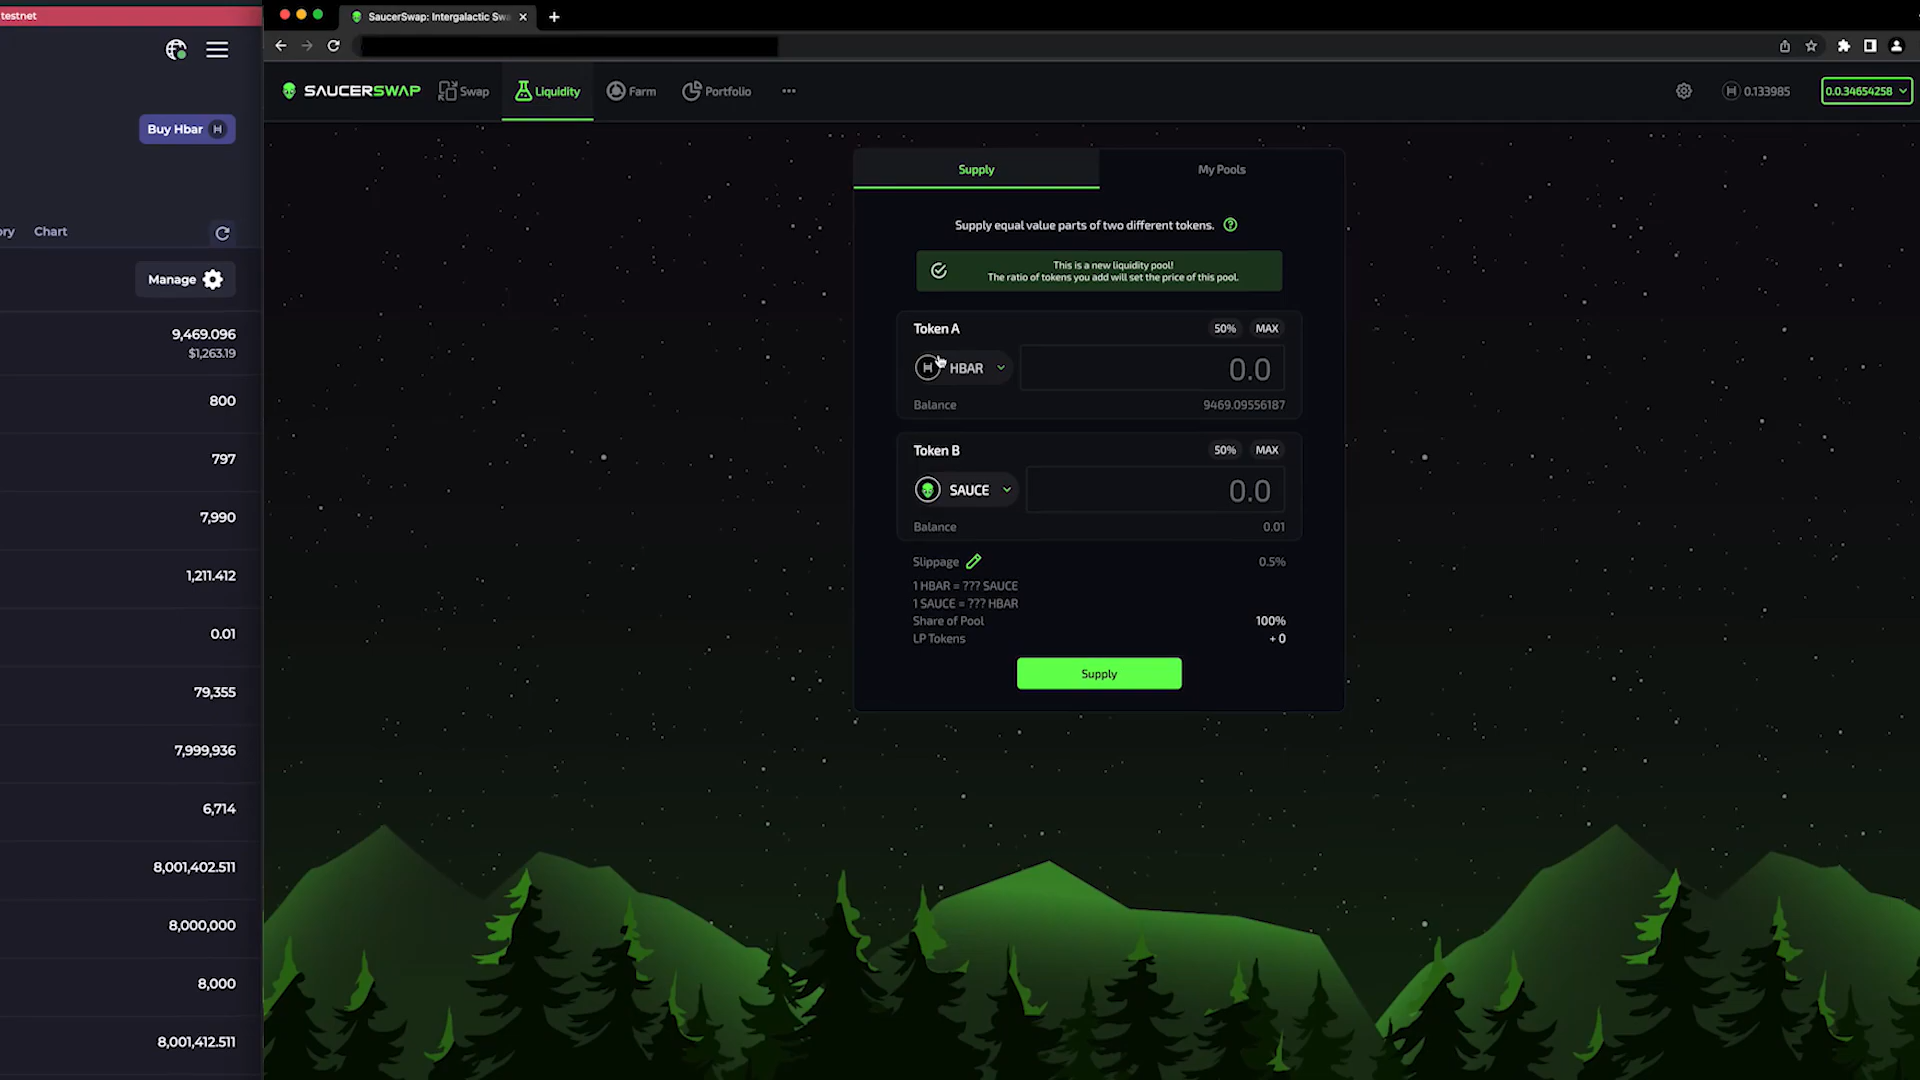 testnet
Buy Hbar
ory
Chart
Manage
9,469.096
$1,263.19
800
797
7,990
1,211.412
0.01
79,355
7,999,936
6,714
8,001,402.511
8,000,000
8,000
8,001,412.511
SaucerSwap: Intergalactic Swa
SAUCERSWAP
Swap
Liquidity
Farm
Portfolio
0.133985
0.0.34654258
Supply
My Pools
Supply equal value parts of two different tokens.
This is a new liquidity pool!
The ratio of tokens you add will set the price of this pool.
Token A
50%
MAX
HBAR
0.0
Balance
9469.09556187
Token B
50%
MAX
SAUCE
0.0
Balance
0.01
Slippage
0.5%
1 HBAR = ??? SAUCE
1 SAUCE = ??? HBAR
Share of Pool
100%
LP Tokens
+ 0
Supply